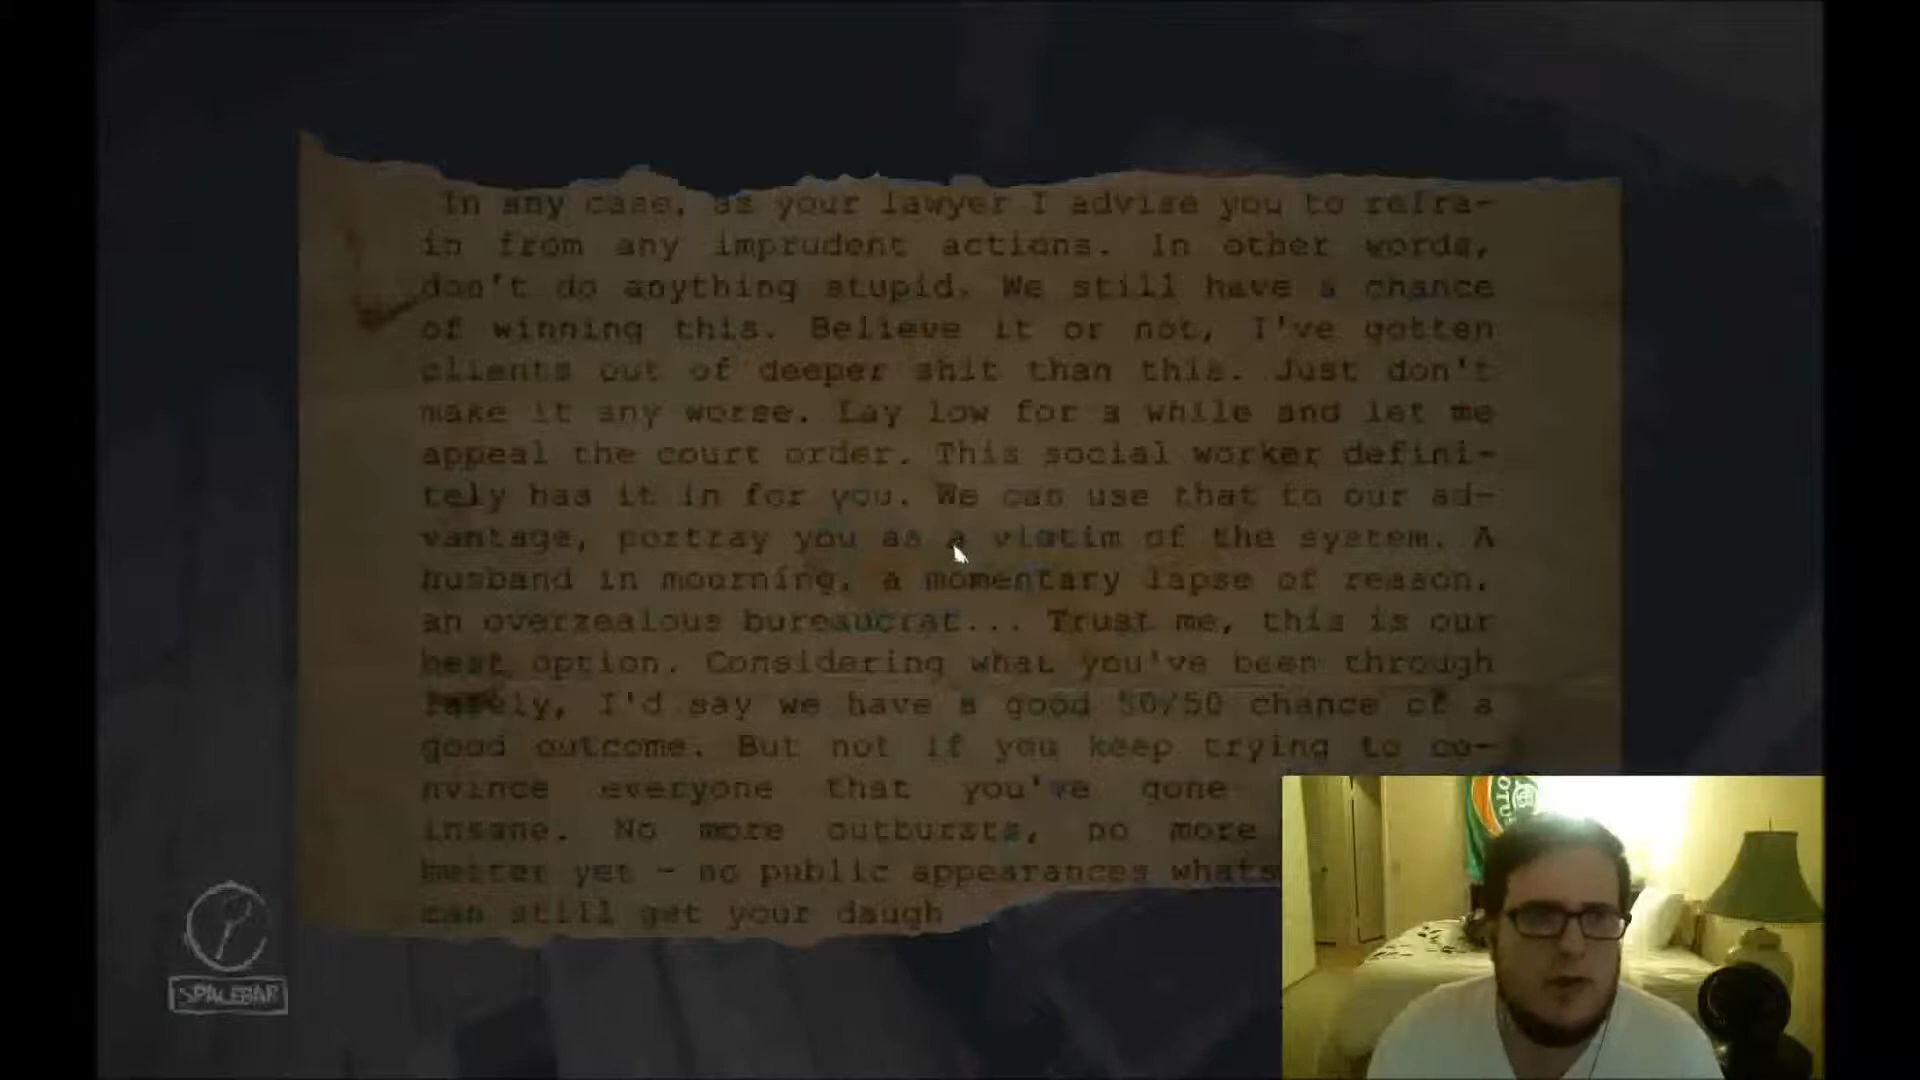 In any case, as your lawyer I advise you to refra-
in from any imprudent actions. In other words,
don't do anything stupid. We still have a chance
of winning this. Believe it or not, I've gotten
clients out of deeper shit than this. Just don't
make it any worse. Lay low for a while and let me
appeal the court order. This social worker defini-
tely has it in for you. We can use that to our ad-
vantage, portray you as a victim of the system. A
husband in mourning, a momentary lapse of reason,
an overzealous bureaucrat... Trust me, this is our
best option. Considering what you've been through
lately, I'd say we have a good 50/50 chance of a
good outcome. But not if you keep trying to co-
nvince everyone that you've gone
insane. No more outbursts, no more
better yet - no public appearances whats
can still get your daugh
SPACEBAR